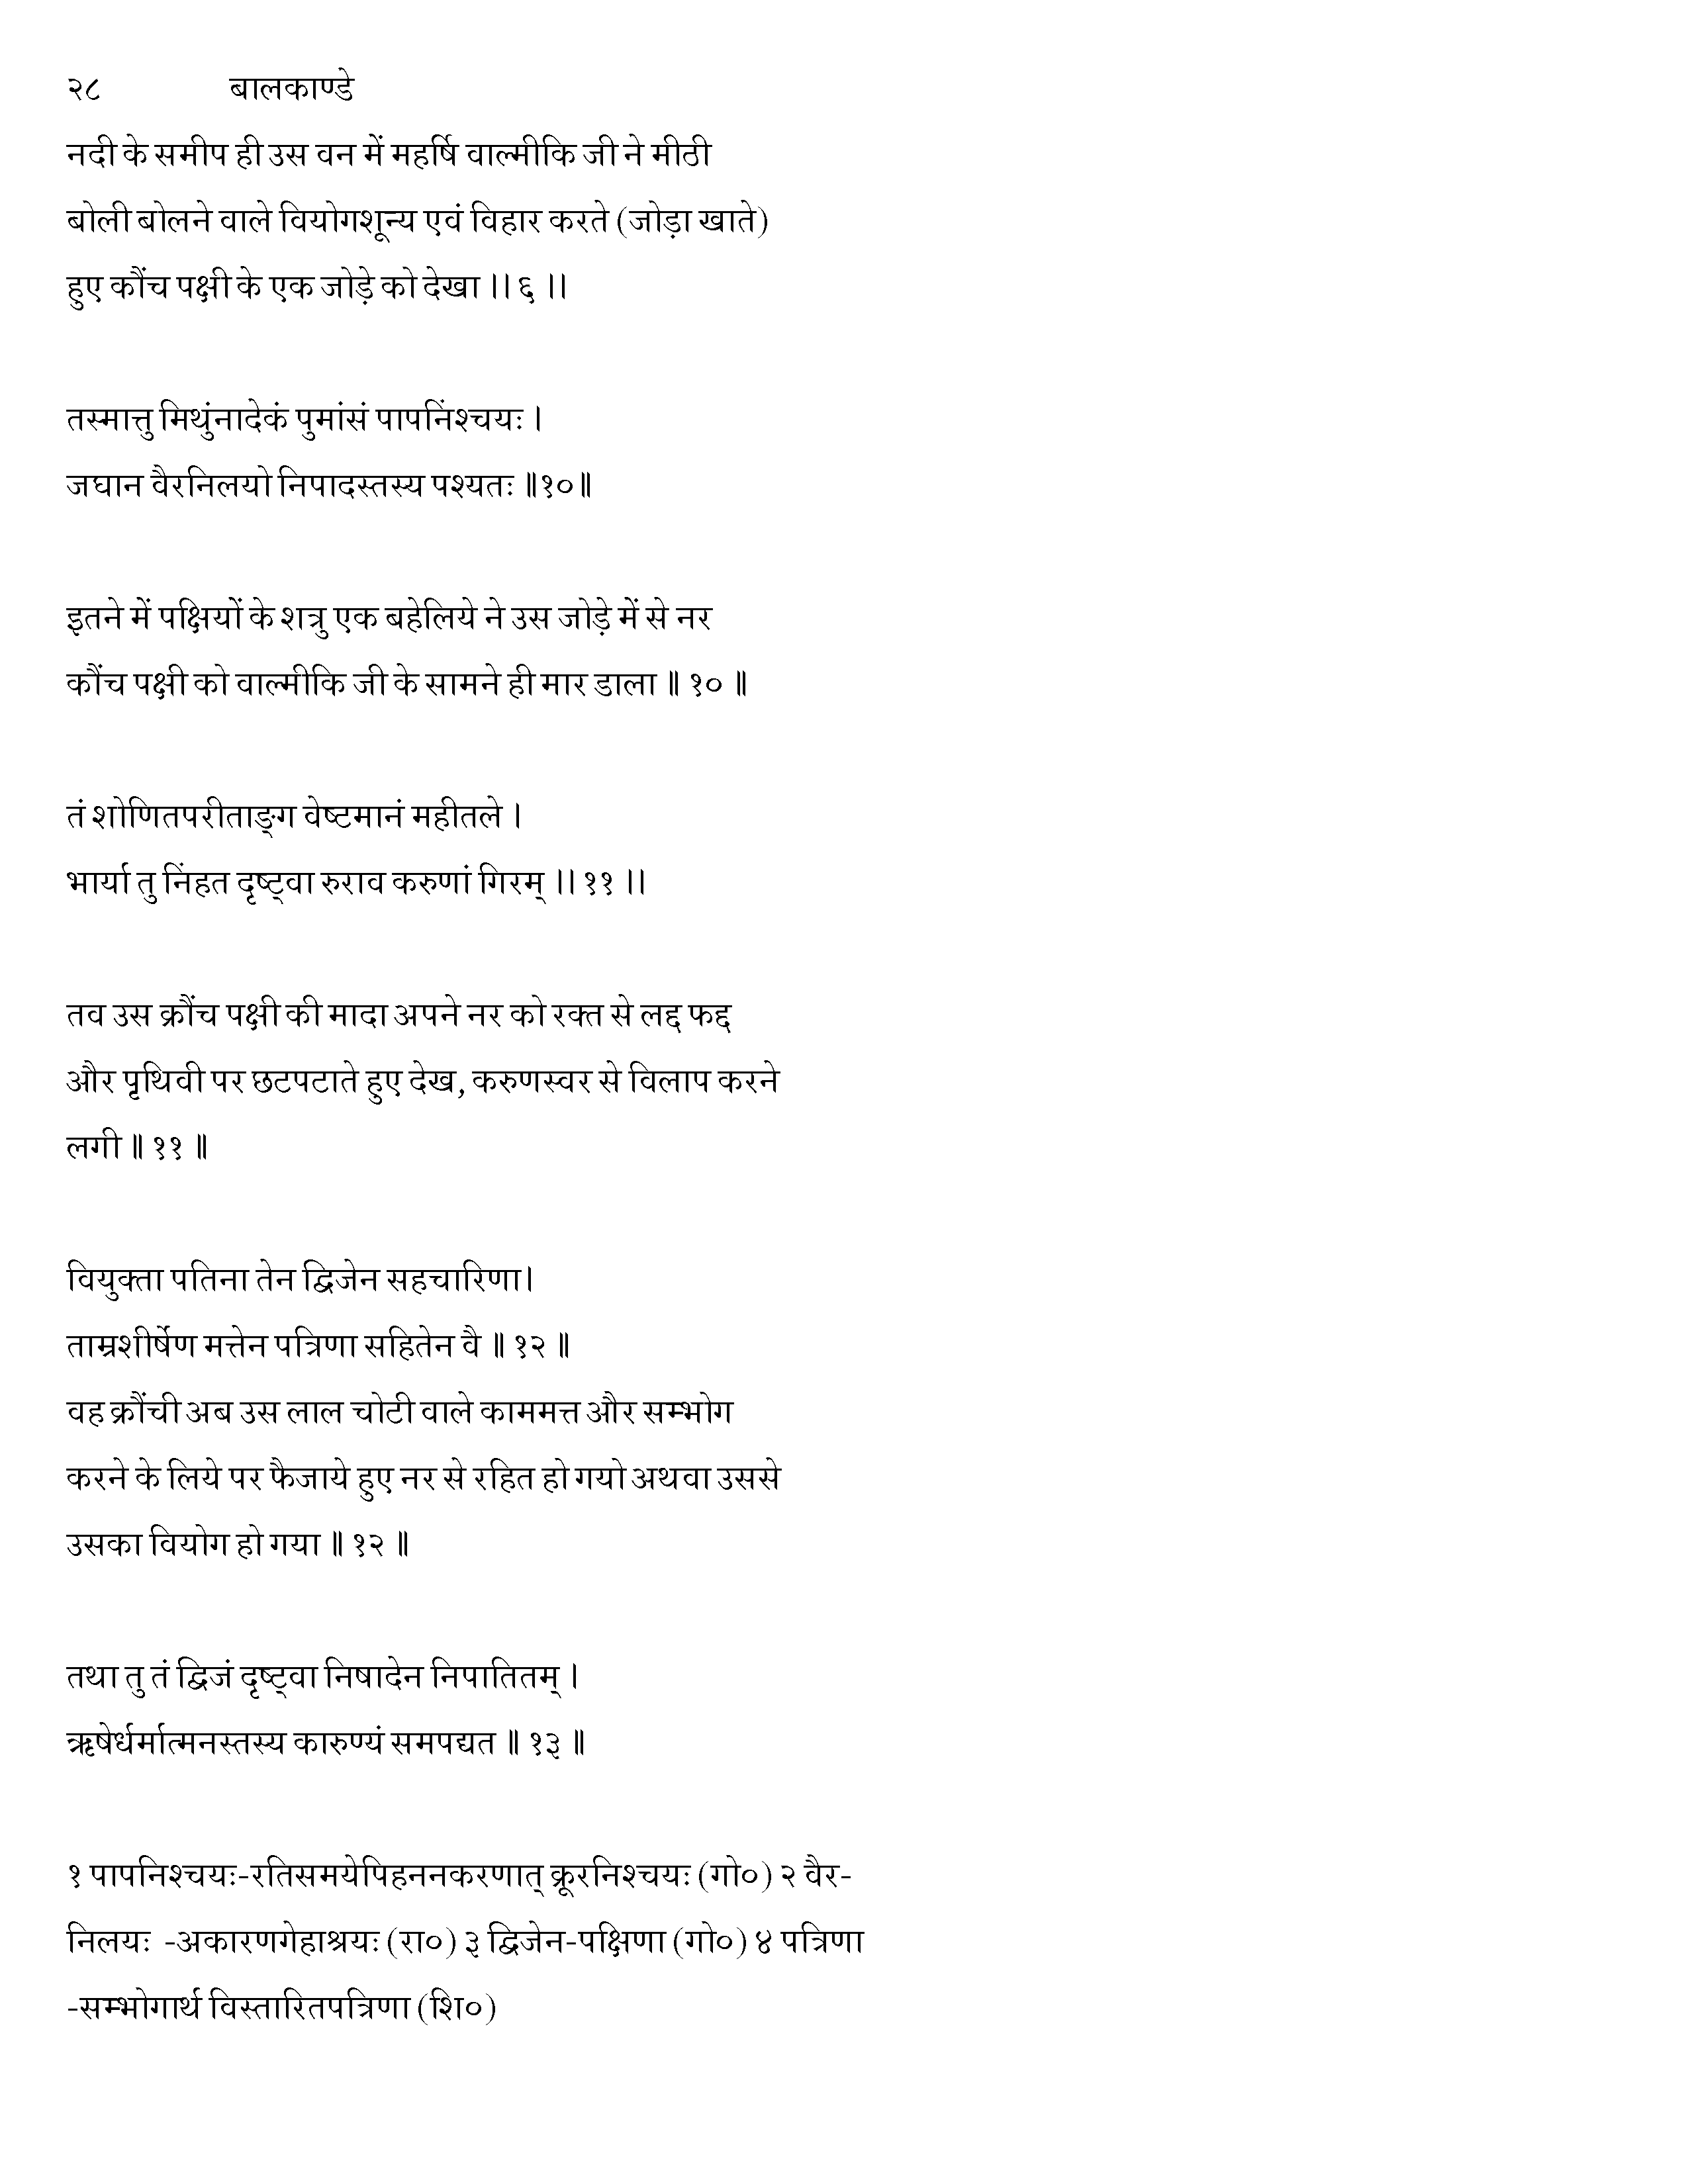 २८ बालकाण्डे
नदी के समीप ही उस वन में महर्षि वाल्मीकि जी ने मीठी
बोली बोलने वाले वियोगशून्य एवं विहार करते (जोड़ा खाते)
हुए कौंच पक्षी के एक जोड़े को देखा ।। ६ ।।
तस्मात्तु मिथुंनादेकं पुमांसं पापनिंश्चयः ।
जघान वैरनिलयो निपादस्तस्य पश्यतः ॥१०॥
इतने में पक्षियों के शत्रु एक बहेलिये ने उस जोड़े में से नर
कौंच पक्षी को वाल्मीकि जी के सामने ही मार डाला ॥ १० ॥
तं शोणितपरीताङ्ग वेष्टमानं महीतले ।
भार्या तु निंहत दृष्ट्वा रुराव करुणां गिरम् ।। ११ ।।
तव उस क्रौंच पक्षी की मादा अपने नर को रक्त से लद्द फद्द
और पृथिवी पर छटपटाते हुए देख, करुणस्वर से विलाप करने
लगी ॥ ११ ॥
वियुक्ता पतिना तेन द्विजेन सहचारिणा।
ताम्रशीर्षेण मत्तेन पत्रिणा सहितेन वै ॥ १२ ॥
वह क्रौंची अब उस लाल चोटी वाले काममत्त और सम्भोग
करने के लिये पर फैजाये हुए नर से रहित हो गयो अथवा उससे
उसका वियोग हो गया ॥ १२ ॥
तथा तु तं द्विजं दृष्ट्वा निषादेन निपातितम् ।
ऋषेर्धर्मात्मनस्तस्य कारुण्यं समपद्यत ॥ १३ ॥
१ पापनिश्चयः-रतिसमयेपिहननकरणात् क्रूरनिश्चयः (गो०) २ वैर-
निलयः -अकारणगेहाश्रयः (रा०) ३ द्विजेन-पक्षिणा (गो०) ४ पत्रिणा
-सम्भोगार्थ विस्तारितपत्रिणा (शि०)